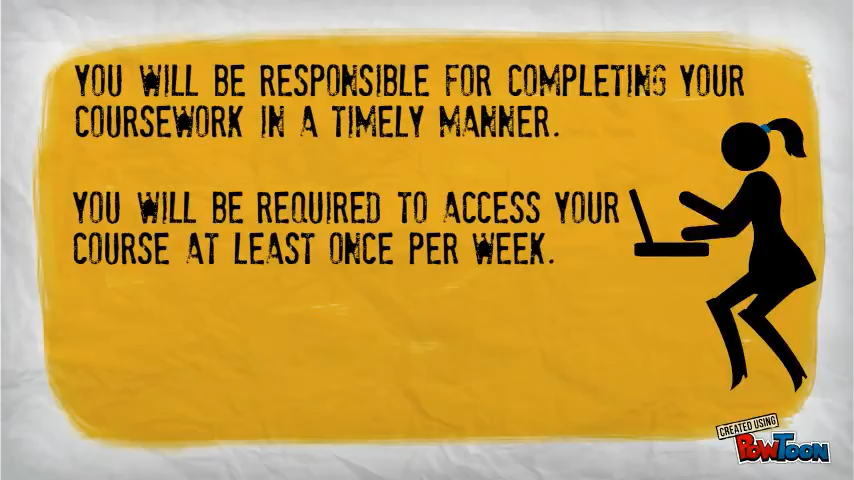 YOU WILL BE RESPONSIBLE FOR COMPLETING YOUR
COURSEWORK IN A TIMELY MANNER.
YOU WILL BE REQUIRED TO ACCESS YOUR
COURSE AT LEAST ONCE PER WEEK.
CREATED USING
POWTOON